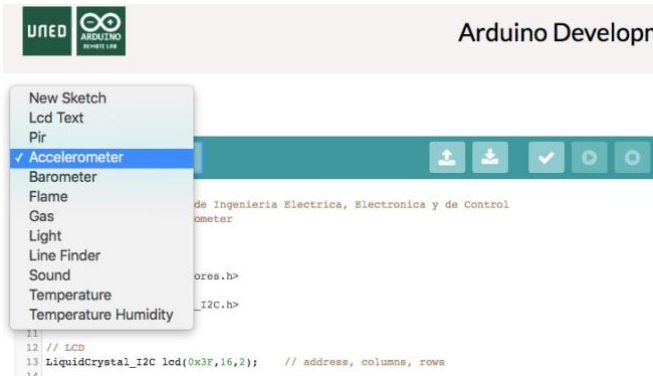 UNED
ARDUINO
REMOTE LAB
Arduino Developm
New Sketch
Lcd Text
Pir
✓ Accelerometer
Barometer
Flame
Gas
Light
Line Finder
Sound
Temperature
Temperature Humidity
de Ingenieria Electrica, Electronica y de Control
ometer
ores.h>
_I2C.h>
11
12 // LCD
13 LiquidCrystal_I2C lcd(0x3F,16,2); // address, columns, rows
14